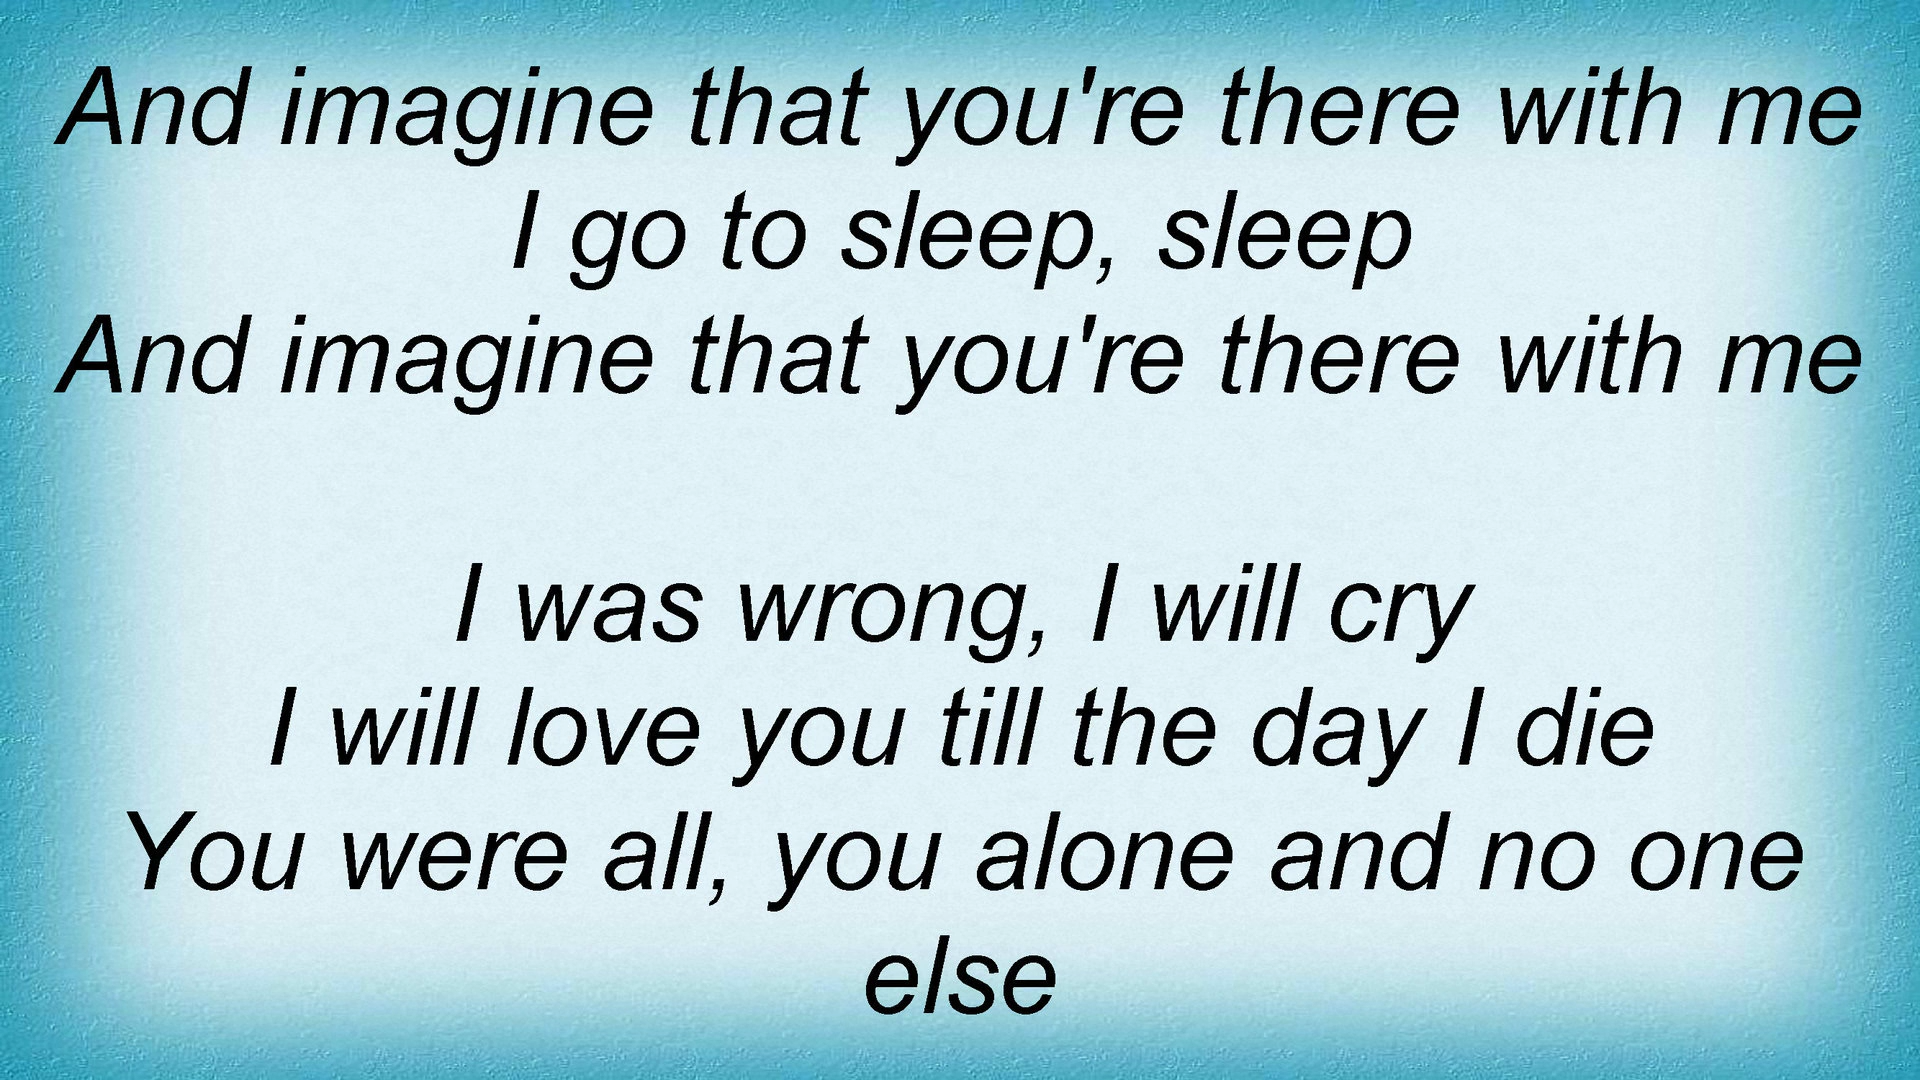 And imagine that you're there with me
I go to sleep, sleep
And imagine that you're there with me
I was wrong, I will cry
I will love you till the day I die
You were all, you alone and no one
else